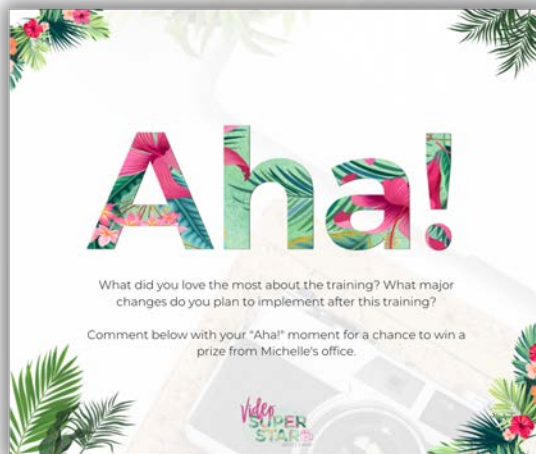 Aha!
What did you love the most about the training? What major
changes do you plan to implement after this training?
Comment below with your "Aha!" moment for a chance to win a
prize from Michelle's office.
Video
SUPER
STAR